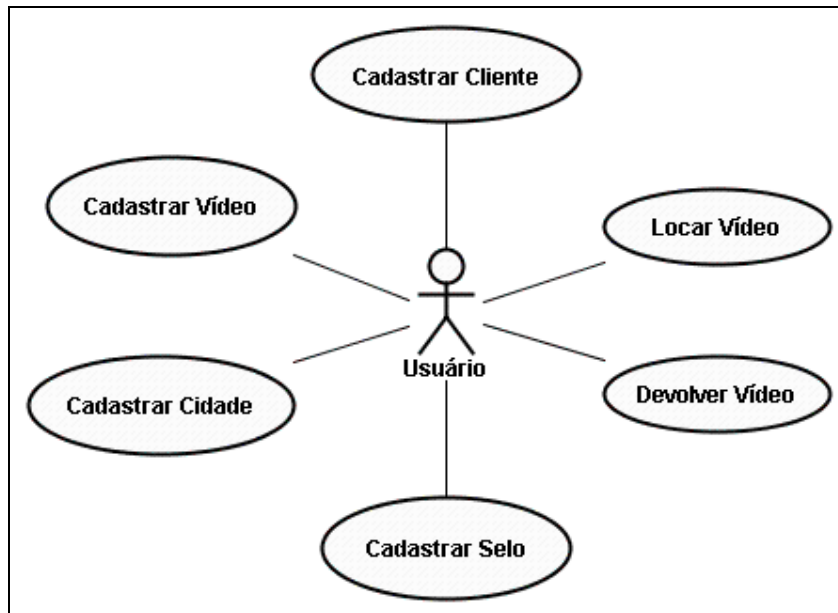 Cadastrar Cliente
Cadastrar Vídeo
Locar Vídeo
Usuário
Cadastrar Cidade
Devolver Vídeo
Cadastrar Selo